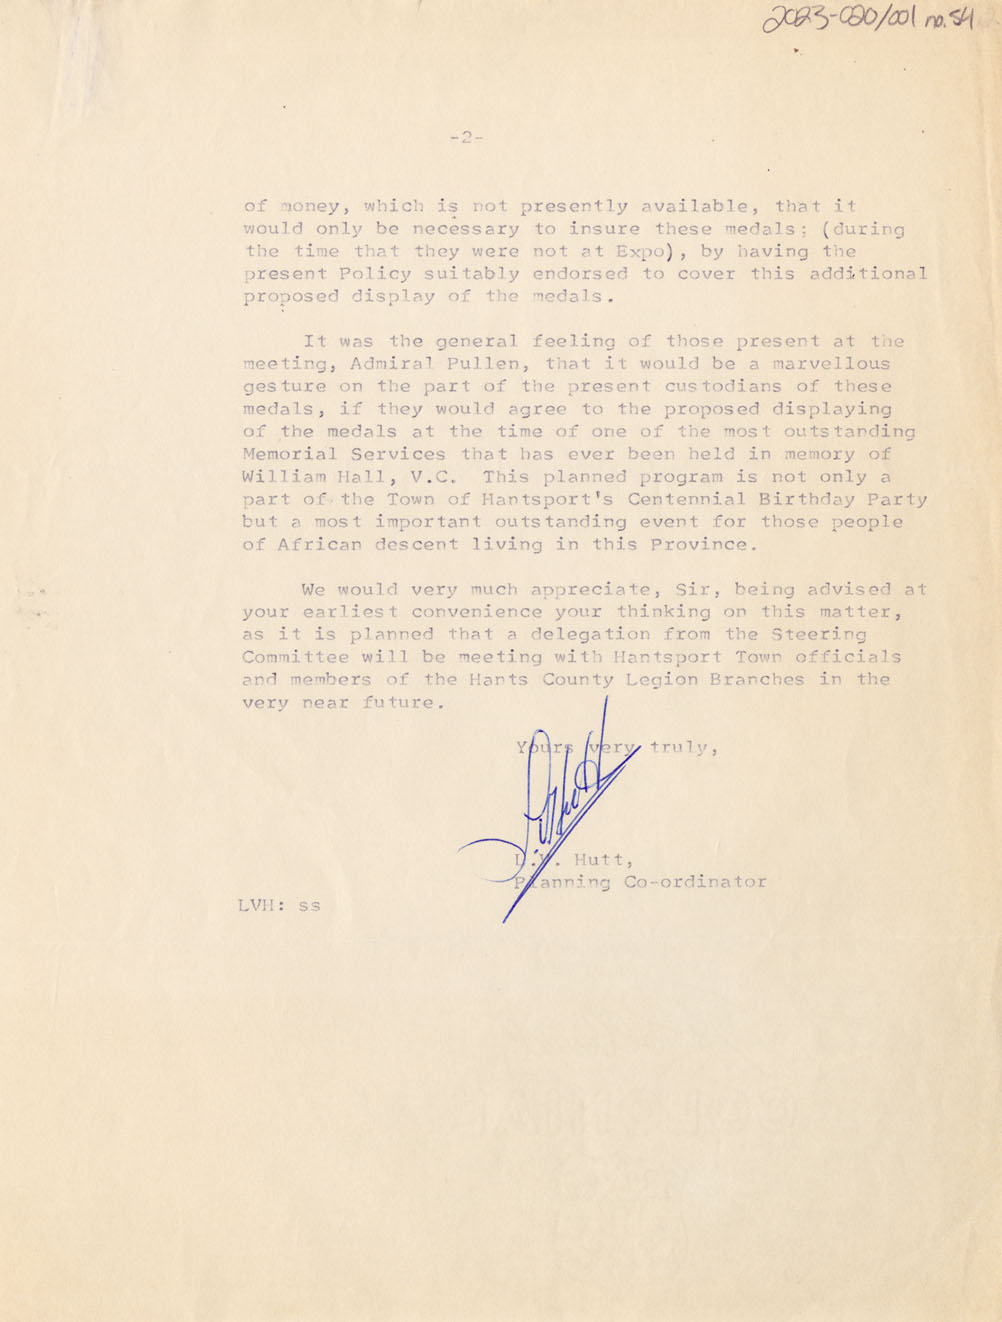 2023-020/001 no. 54
-2-
of money, which is not presently available, that it
would only be necessary to insure these medals; (during
the time that they were not at Expo), by having the
present Policy suitably endorsed to cover this additional
proposed display of the medals.
It was the general feeling of those present at the
meeting, Admiral Pullen, that it would be a marvellous
gesture on the part of the present custodians of these
medals, if they would agree to the proposed displaying
of the medals at the time of one of the most outstanding
Memorial Services that has ever been held in memory of
William Hall, V.C. This planned program is not only a
part of the Town of Hantsport's Centennial Birthday Party
but a most important outstanding event for those people
of African descent living in this Province.
We would very much appreciate, Sir, being advised at
your earliest convenience your thinking on this matter,
as it is planned that a delegation from the Steering
Committee will be meeting with Hantsport Town officials
and members of the Hants County Legion Branches in the
very near future.
Yours very truly,
L.V. Hutt
L.V. Hutt,
Planning Co-ordinator
LVH: ss